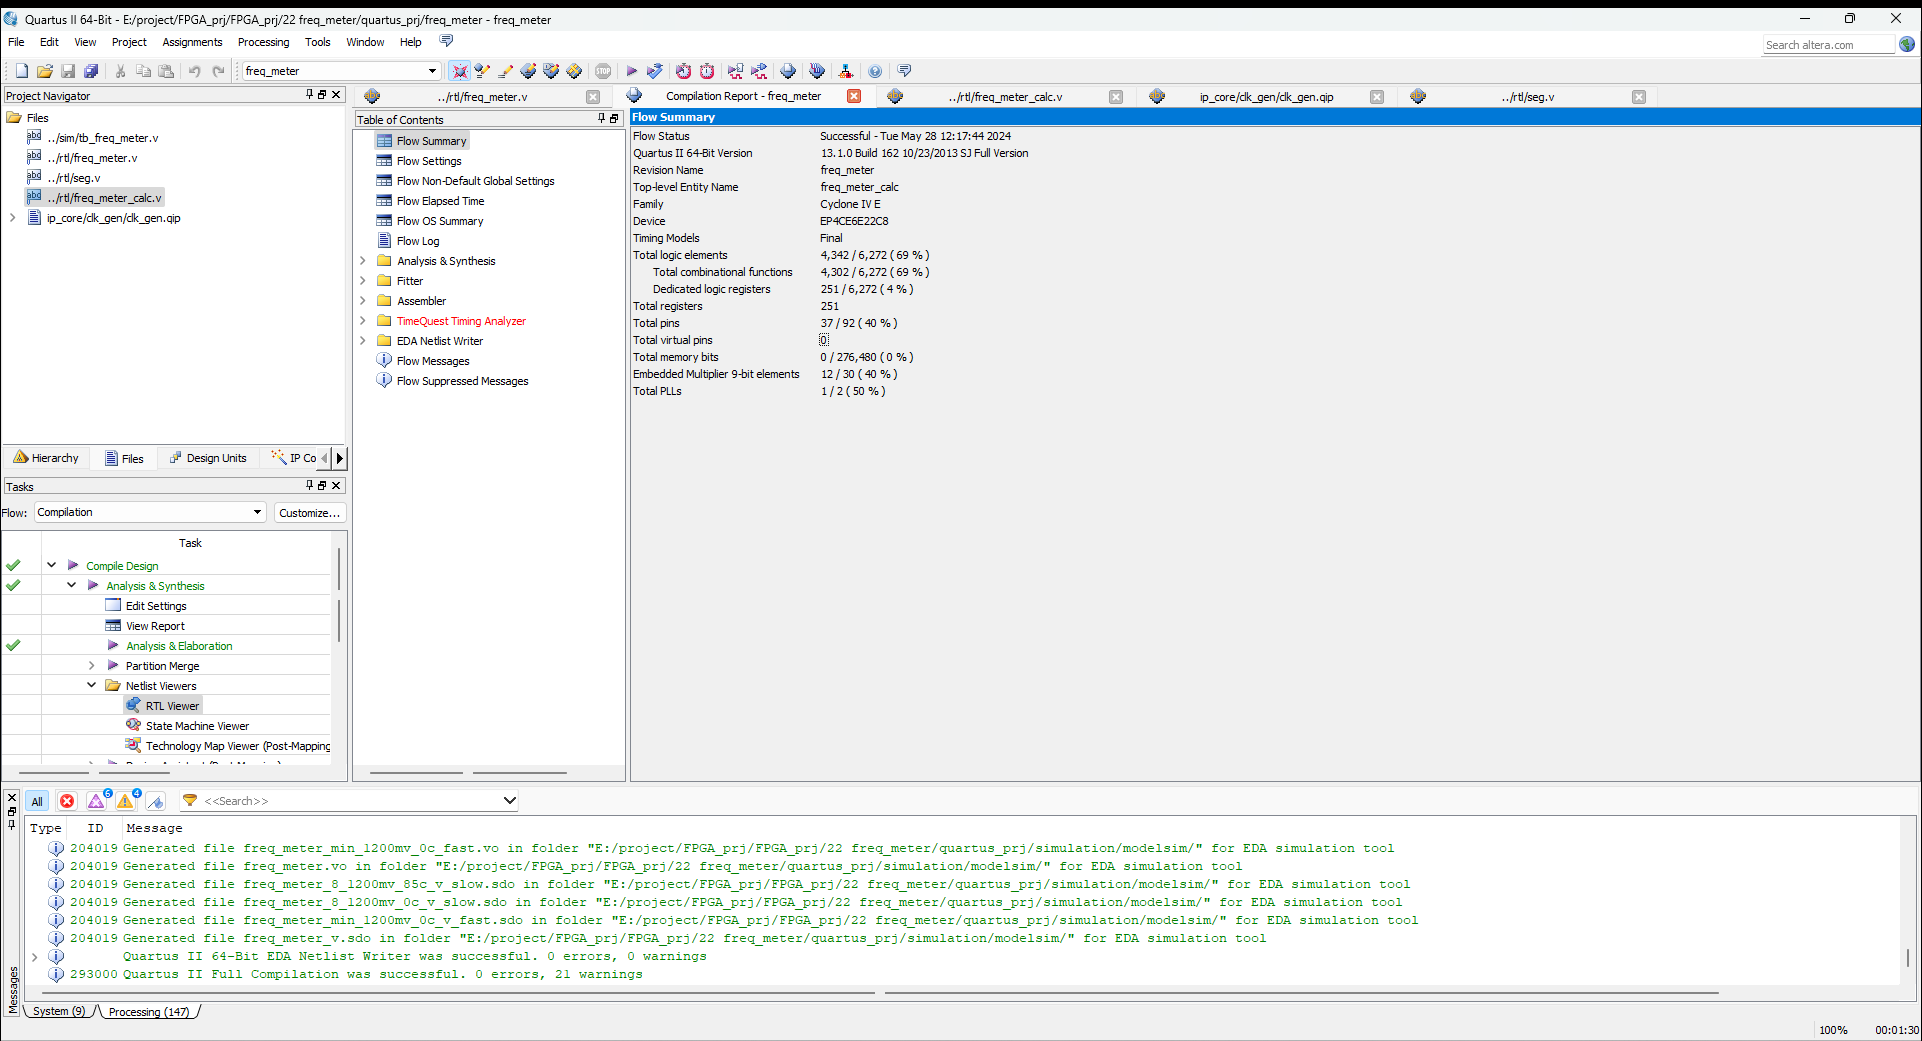 Quartus II 64-Bit - E:/project/FPGA_prj/FPGA_prj/22 freq_meter/quartus_prj/freq_meter - freq_meter
File Edit View Project Assignments Processing Tools Window Help
Search altera.com
freq_meter
STOP
Project Navigator
Files
../sim/tb_freq_meter.v
../rtl/freq_meter.v
../rtl/seg.v
../rtl/freq_meter_calc.v
ip_core/clk_gen/clk_gen.qip
Hierarchy Files Design Units IP Co
Tasks
Flow: Compilation Customize...
Task
Compile Design
Analysis & Synthesis
Edit Settings
View Report
Analysis & Elaboration
Partition Merge
Netlist Viewers
RTL Viewer
State Machine Viewer
Technology Map Viewer (Post-Mapping
../rtl/freq_meter.v
Compilation Report - freq_meter
../rtl/freq_meter_calc.v
ip_core/clk_gen/clk_gen.qip
../rtl/seg.v
Table of Contents
Flow Summary
Flow Settings
Flow Non-Default Global Settings
Flow Elapsed Time
Flow OS Summary
Flow Log
Analysis & Synthesis
Fitter
Assembler
TimeQuest Timing Analyzer
EDA Netlist Writer
Flow Messages
Flow Suppressed Messages
Flow Summary
Flow Status Successful - Tue May 28 12:17:44 2024
Quartus II 64-Bit Version 13.1.0 Build 162 10/23/2013 SJ Full Version
Revision Name freq_meter
Top-level Entity Name freq_meter_calc
Family Cyclone IV E
Device EP4CE6E22C8
Timing Models Final
Total logic elements 4,342 / 6,272 ( 69 % )
Total combinational functions 4,302 / 6,272 ( 69 % )
Dedicated logic registers 251 / 6,272 ( 4 % )
Total registers 251
Total pins 37 / 92 ( 40 % )
Total virtual pins 0
Total memory bits 0 / 276,480 ( 0 % )
Embedded Multiplier 9-bit elements 12 / 30 ( 40 % )
Total PLLs 1 / 2 ( 50 % )
All 6 4 <<Search>>
Type ID Message
204019 Generated file freq_meter_min_1200mv_0c_fast.vo in folder "E:/project/FPGA_prj/FPGA_prj/22 freq_meter/quartus_prj/simulation/modelsim/" for EDA simulation tool
204019 Generated file freq_meter.vo in folder "E:/project/FPGA_prj/FPGA_prj/22 freq_meter/quartus_prj/simulation/modelsim/" for EDA simulation tool
204019 Generated file freq_meter_8_1200mv_85c_v_slow.sdo in folder "E:/project/FPGA_prj/FPGA_prj/22 freq_meter/quartus_prj/simulation/modelsim/" for EDA simulation tool
204019 Generated file freq_meter_8_1200mv_0c_v_slow.sdo in folder "E:/project/FPGA_prj/FPGA_prj/22 freq_meter/quartus_prj/simulation/modelsim/" for EDA simulation tool
204019 Generated file freq_meter_min_1200mv_0c_v_fast.sdo in folder "E:/project/FPGA_prj/FPGA_prj/22 freq_meter/quartus_prj/simulation/modelsim/" for EDA simulation tool
204019 Generated file freq_meter_v.sdo in folder "E:/project/FPGA_prj/FPGA_prj/22 freq_meter/quartus_prj/simulation/modelsim/" for EDA simulation tool
Quartus II 64-Bit EDA Netlist Writer was successful. 0 errors, 0 warnings
293000 Quartus II Full Compilation was successful. 0 errors, 21 warnings
Messages
System (9) Processing (147)
100% 00:01:30